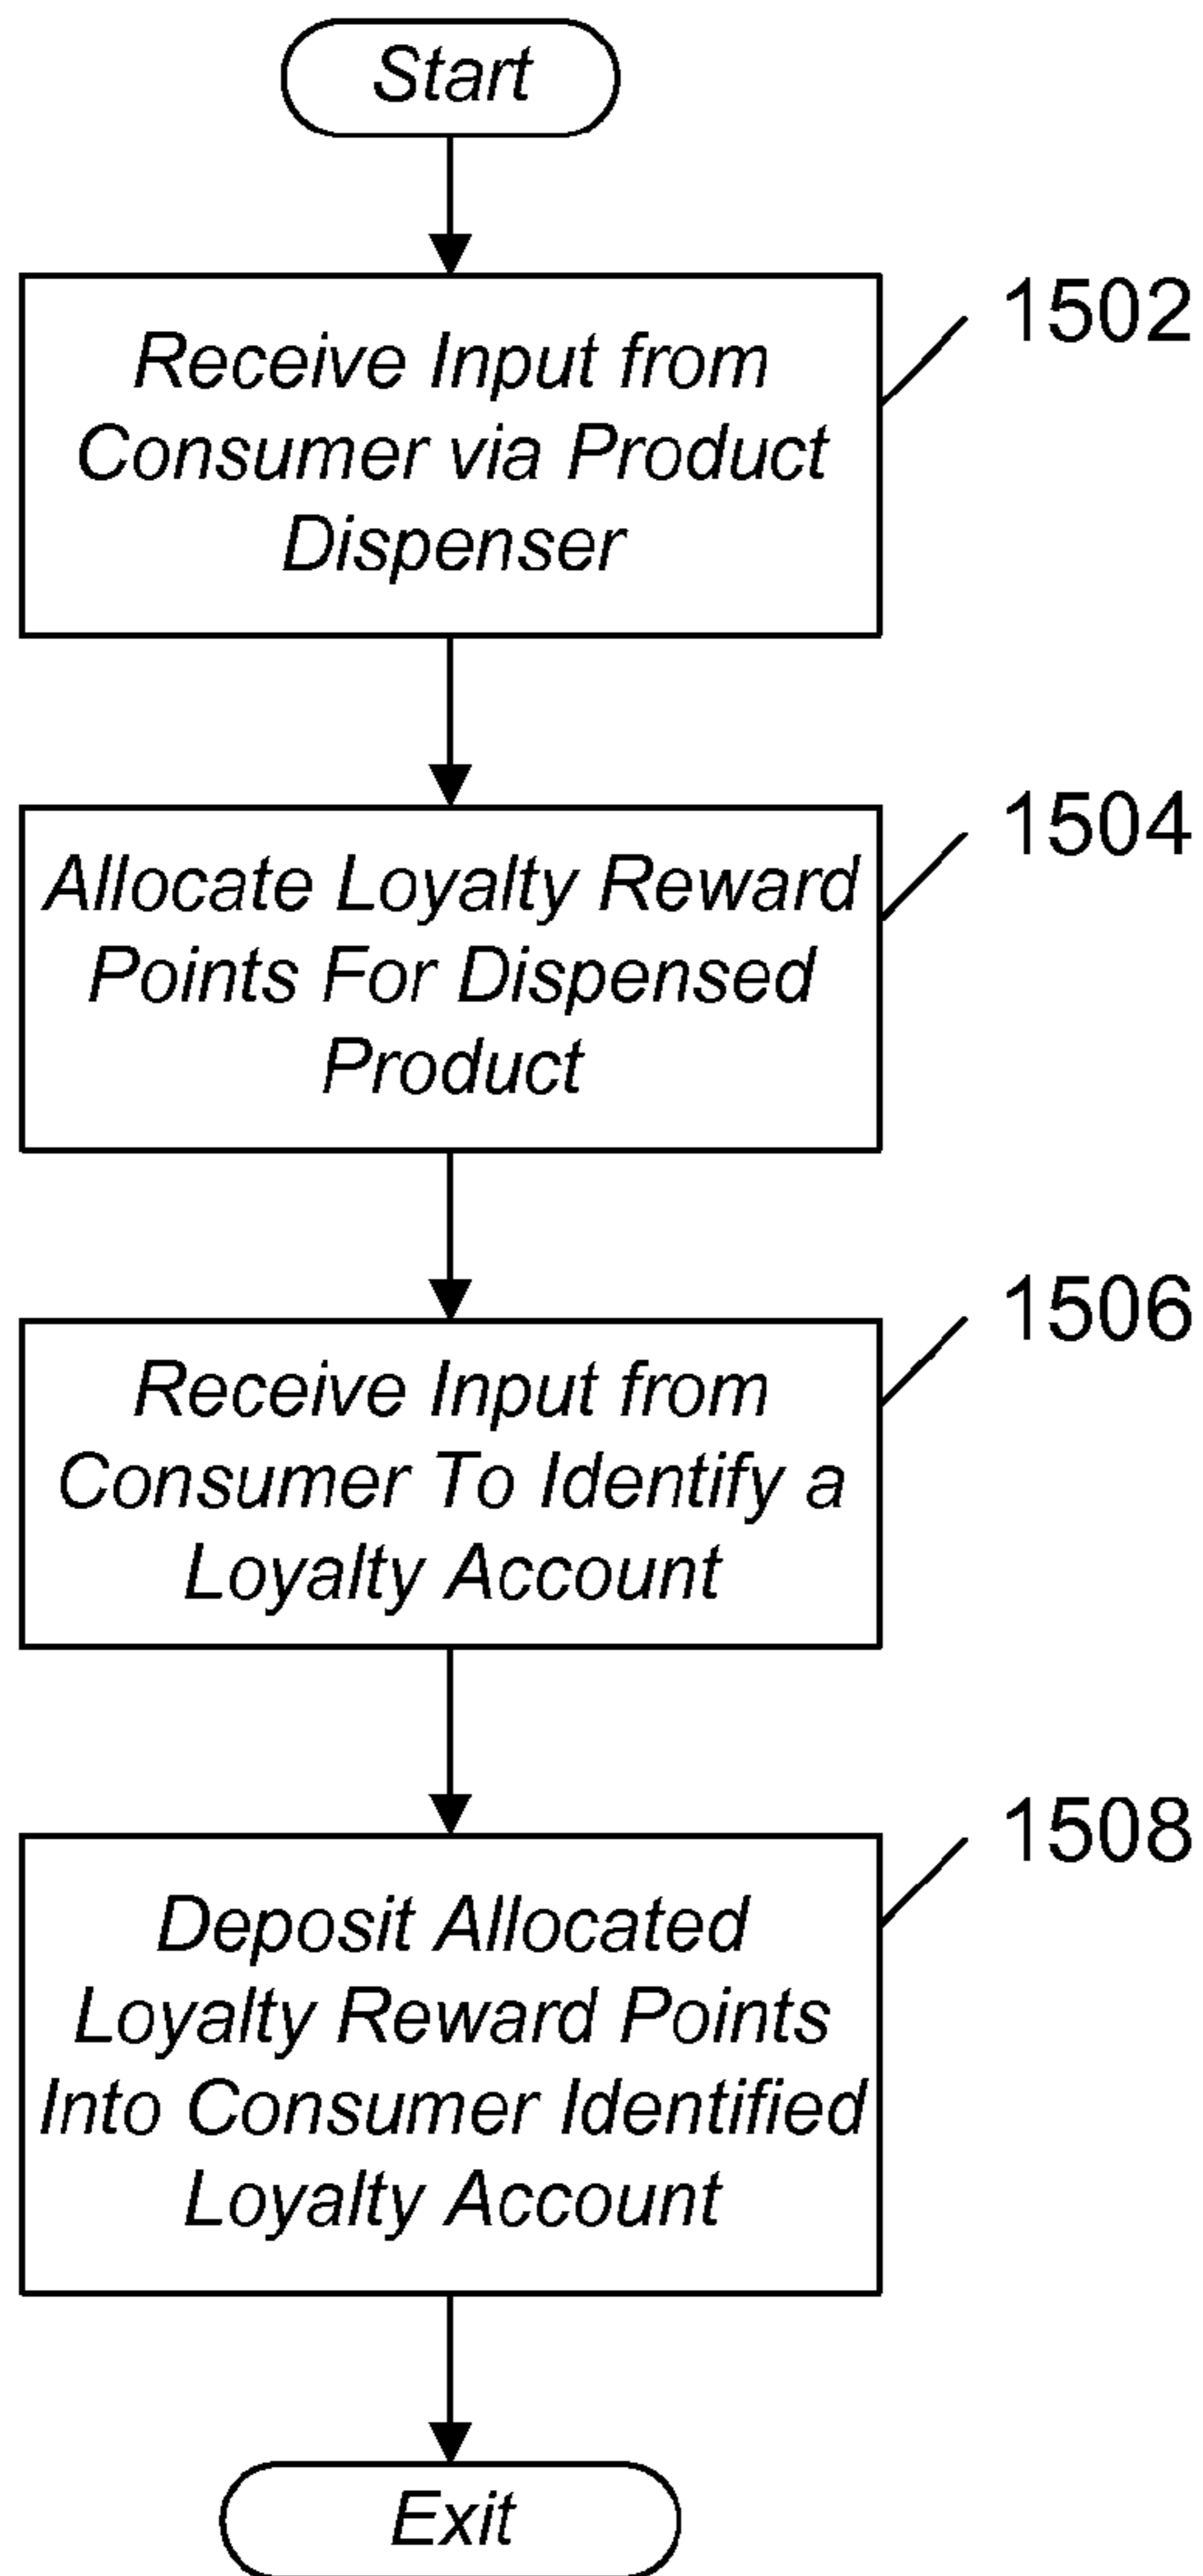 Start
Receive Input from
Consumer via Product
Dispenser
1502
Allocate Loyalty Reward
Points For Dispensed
Product
1504
Receive Input from
Consumer To Identify a
Loyalty Account
1506
Deposit Allocated
Loyalty Reward Points
Into Consumer Identified
Loyalty Account
1508
Exit